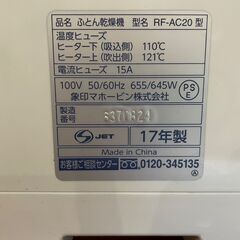 品名 ふとん乾燥機 型名 RF-AC20 型
温度ヒューズ
ヒーター下(吸込側) 110℃
ヒーター上(吹出側) 121℃
電流ヒューズ 15A
100V 50/60Hz 655/645W
象印マホービン株式会社
PS E
製造番号
JET 17年製
Made in China
お客様ご相談センター 0120-345135
A